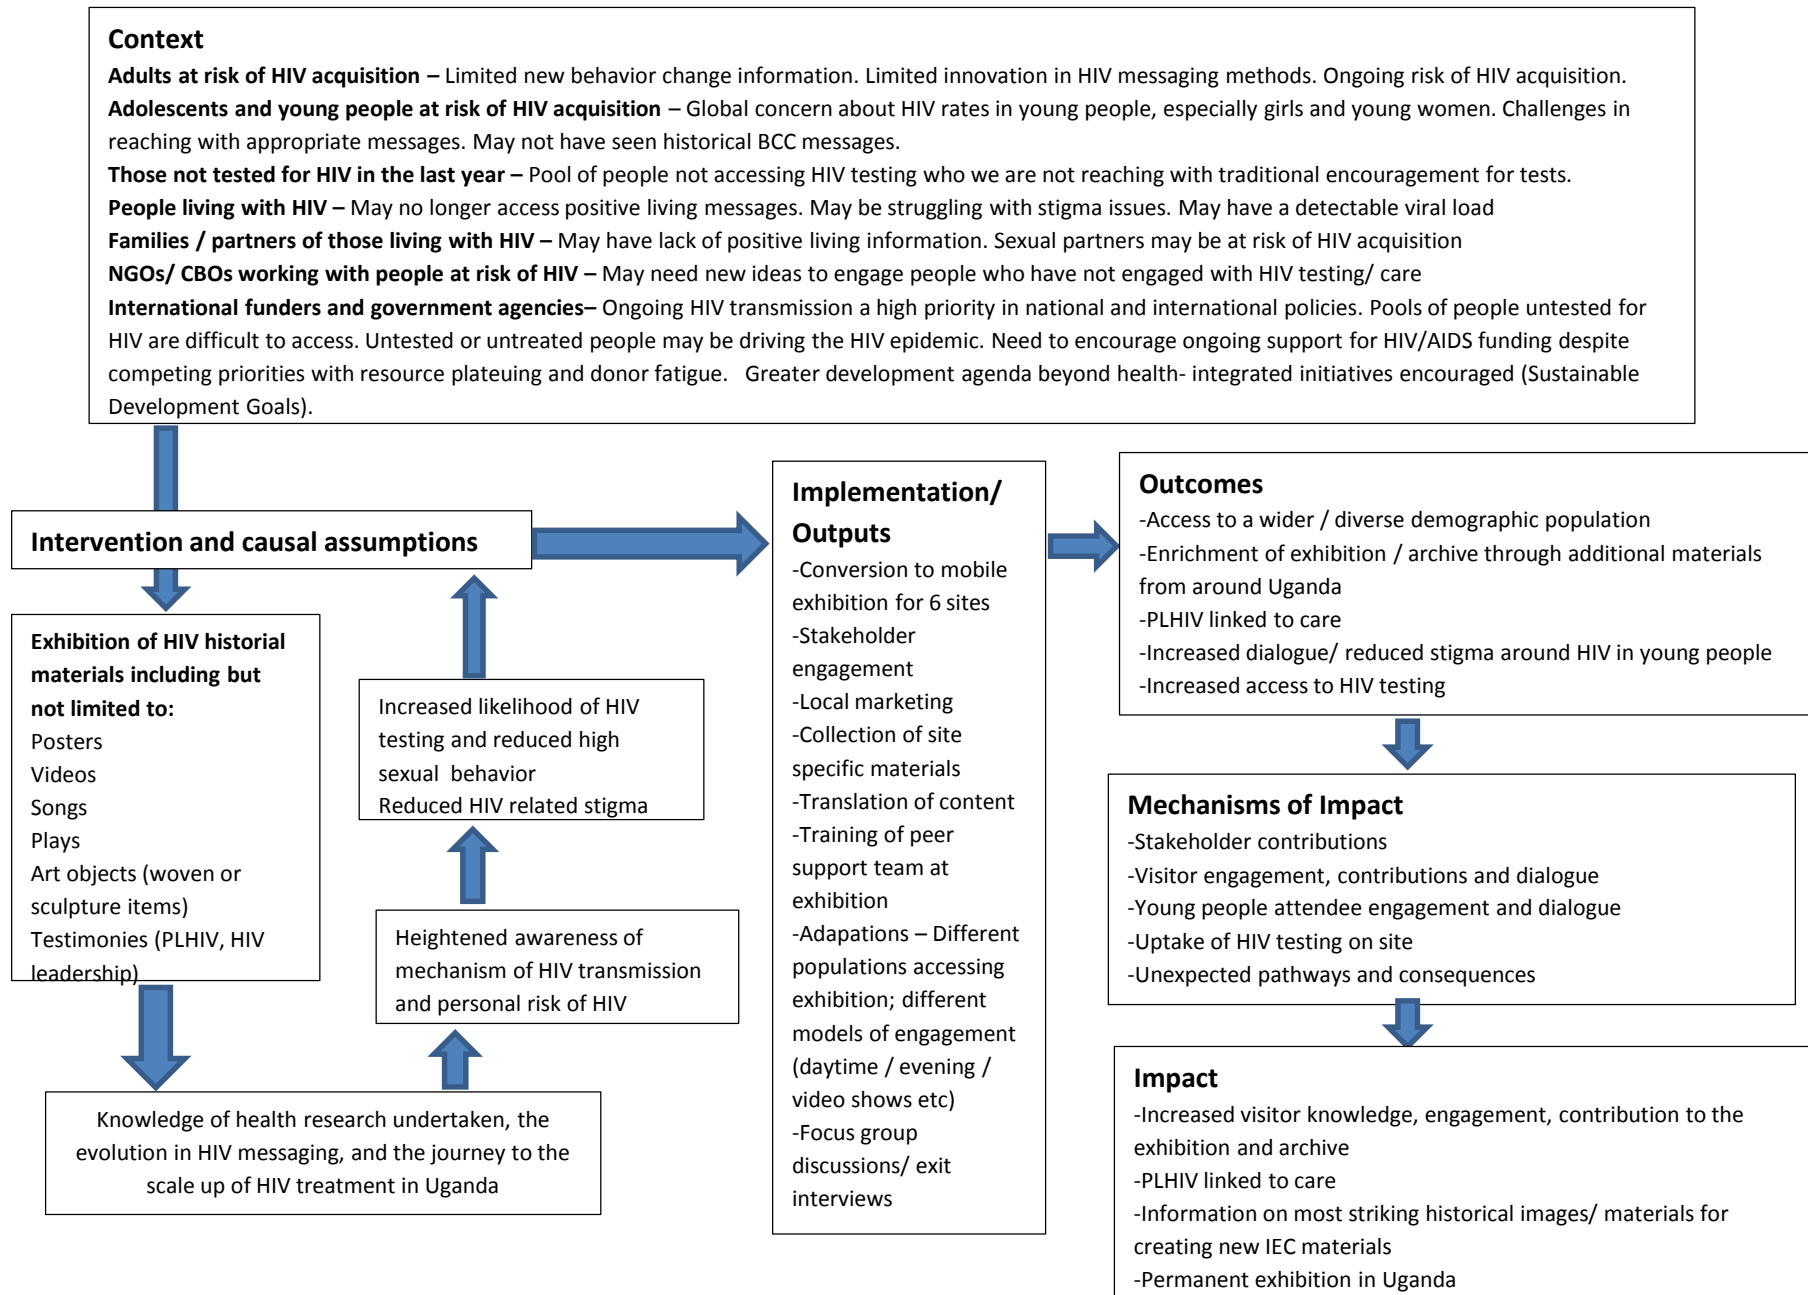 Context
Adults at risk of HIV acquisition – Limited new behavior change information. Limited innovation in HIV messaging methods. Ongoing risk of HIV acquisition.
Adolescents and young people at risk of HIV acquisition – Global concern about HIV rates in young people, especially girls and young women. Challenges in
reaching with appropriate messages. May not have seen historical BCC messages.
Those not tested for HIV in the last year – Pool of people not accessing HIV testing who we are not reaching with traditional encouragement for tests.
People living with HIV – May no longer access positive living messages. May be struggling with stigma issues. May have a detectable viral load
Families / partners of those living with HIV – May have lack of positive living information. Sexual partners may be at risk of HIV acquisition
NGOs/ CBOs working with people at risk of HIV – May need new ideas to engage people who have not engaged with HIV testing/ care
International funders and government agencies– Ongoing HIV transmission a high priority in national and international policies. Pools of people untested for
HIV are difficult to access. Untested or untreated people may be driving the HIV epidemic. Need to encourage ongoing support for HIV/AIDS funding despite
competing priorities with resource plateuing and donor fatigue.   Greater development agenda beyond health- integrated initiatives encouraged (Sustainable
Development Goals).
Intervention and causal assumptions
Exhibition of HIV historial
materials including but
not limited to:
Posters
Videos
Songs
Plays
Art objects (woven or
sculpture items)
Testimonies (PLHIV, HIV
leadership)
Knowledge of health research undertaken, the
evolution in HIV messaging, and the journey to the
scale up of HIV treatment in Uganda
Heightened awareness of
mechanism of HIV transmission
and personal risk of HIV
Increased likelihood of HIV
testing and reduced high
sexual  behavior
Reduced HIV related stigma
Implementation/
Outputs
-Conversion to mobile
exhibition for 6 sites
-Stakeholder
engagement
-Local marketing
-Collection of site
specific materials
-Translation of content
-Training of peer
support team at
exhibition
-Adapations – Different
populations accessing
exhibition; different
models of engagement
(daytime / evening /
video shows etc)
-Focus group
discussions/ exit
interviews
Outcomes
-Access to a wider / diverse demographic population
-Enrichment of exhibition / archive through additional materials
from around Uganda
-PLHIV linked to care
-Increased dialogue/ reduced stigma around HIV in young people
-Increased access to HIV testing
Mechanisms of Impact
-Stakeholder contributions
-Visitor engagement, contributions and dialogue
-Young people attendee engagement and dialogue
-Uptake of HIV testing on site
-Unexpected pathways and consequences
Impact
-Increased visitor knowledge, engagement, contribution to the
exhibition and archive
-PLHIV linked to care
-Information on most striking historical images/ materials for
creating new IEC materials
-Permanent exhibition in Uganda